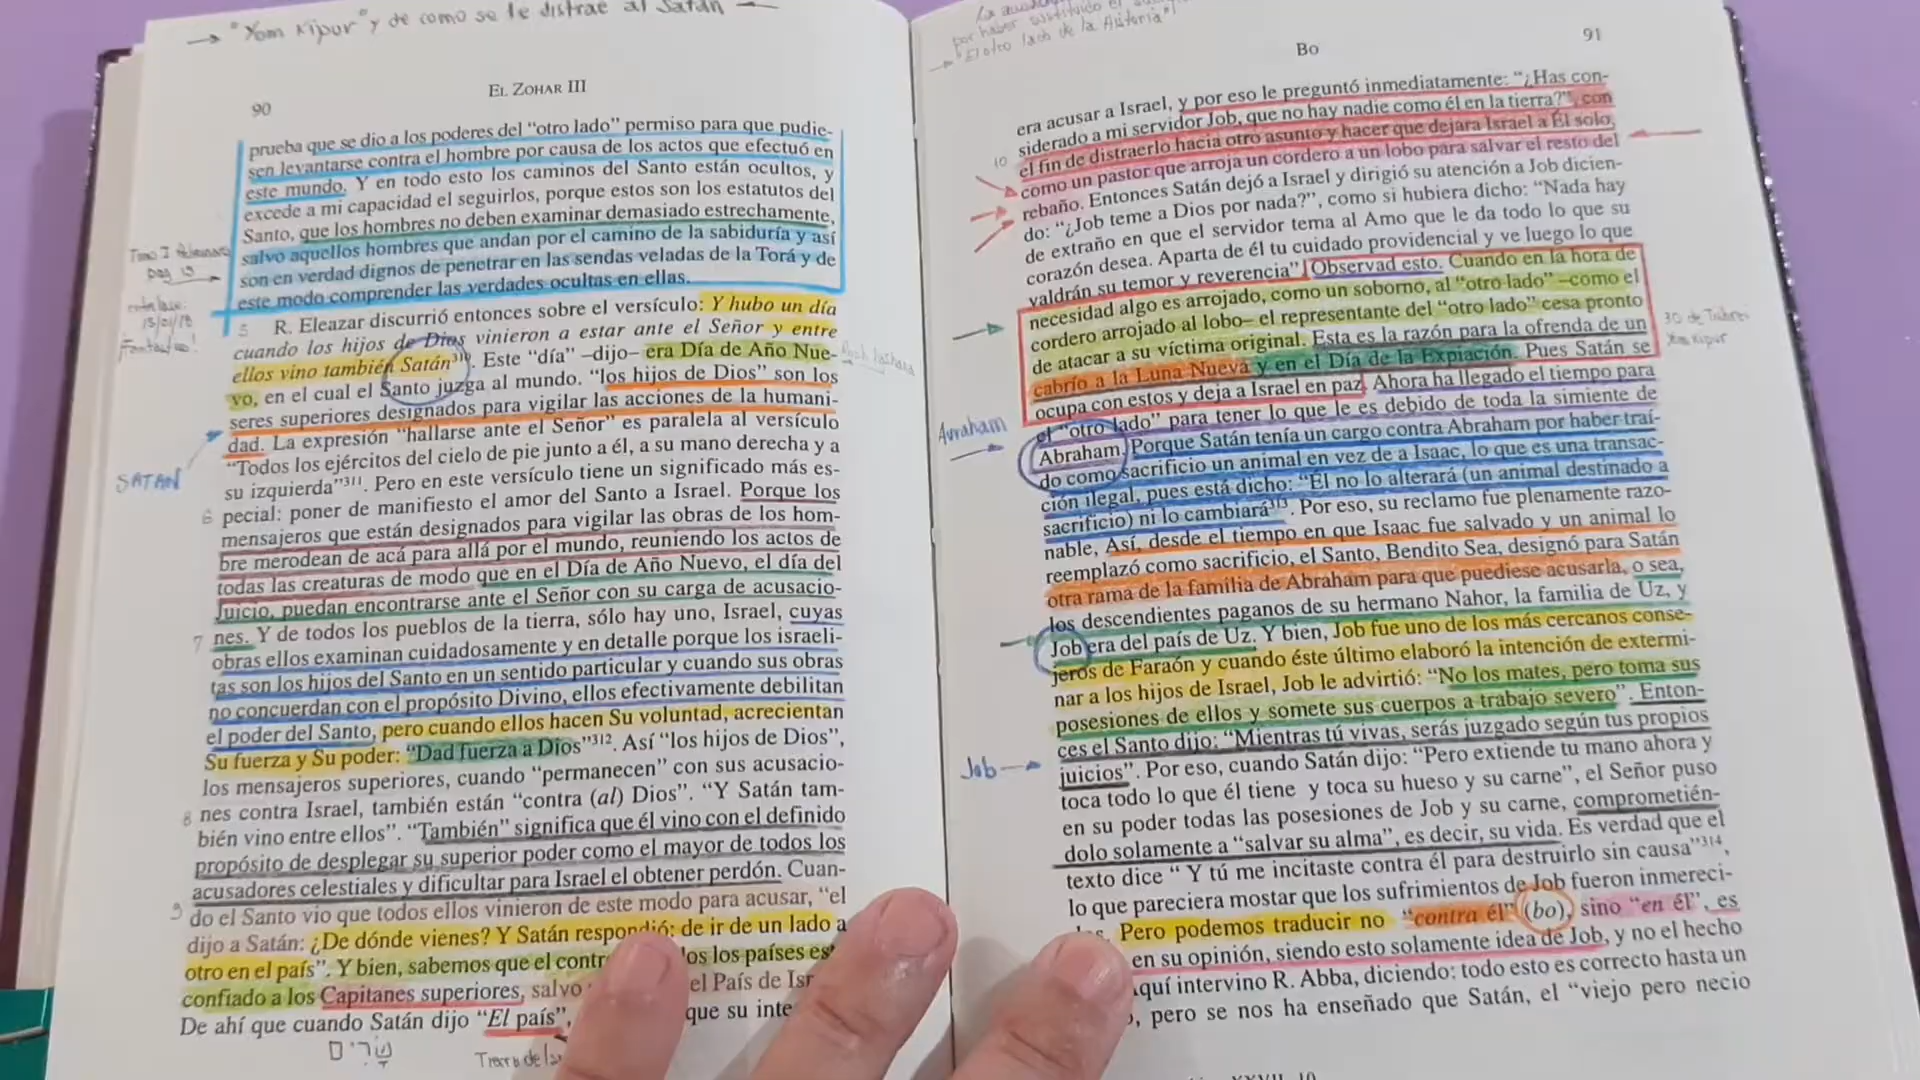 → "Yom Kipur" y de como se le distrae al Satán ←
EL ZOHAR III
90
prueba que se dio a los poderes del “otro lado” permiso para que pudie-
sen levantarse contra el hombre por causa de los actos que efectuó en
este mundo. Y en todo esto los caminos del Santo están ocultos, y
excede a mi capacidad el seguirlos, porque estos son los estatutos del
Santo, que los hombres no deben examinar demasiado estrechamente,
salvo aquellos hombres que andan por el camino de la sabiduría y así
son en verdad dignos de penetrar en las sendas veladas de la Torá y de
este modo comprender las verdades ocultas en ellas.
Tomo I
Pag 19
¡Fantástico!
5 R. Eleazar discurrió entonces sobre el versículo: Y hubo un día
cuando los hijos de Dios vinieron a estar ante el Señor y entre
ellos vino también Satán³¹⁰. Este “día” –dijo– era Día de Año Nue-
vo, en el cual el Santo juzga al mundo. “los hijos de Dios” son los
seres superiores designados para vigilar las acciones de la humani-
dad. La expresión “hallarse ante el Señor” es paralela al versículo
“Todos los ejércitos del cielo de pie junto a él, a su mano derecha y a
su izquierda”³¹¹. Pero en este versículo tiene un significado más es-
6 pecial: poner de manifiesto el amor del Santo a Israel. Porque los
mensajeros que están designados para vigilar las obras de los hom-
bre merodean de acá para allá por el mundo, reuniendo los actos de
todas las creaturas de modo que en el Día de Año Nuevo, el día del
Juicio, puedan encontrarse ante el Señor con su carga de acusacio-
7 nes. Y de todos los pueblos de la tierra, sólo hay uno, Israel, cuyas
obras ellos examinan cuidadosamente y en detalle porque los israeli-
tas son los hijos del Santo en un sentido particular y cuando sus obras
no concuerdan con el propósito Divino, ellos efectivamente debilitan
el poder del Santo, pero cuando ellos hacen Su voluntad, acrecientan
Su fuerza y Su poder: “Dad fuerza a Dios”³¹². Así “los hijos de Dios”,
los mensajeros superiores, cuando “permanecen” con sus acusacio-
8 nes contra Israel, también están “contra (al) Dios”. “Y Satán tam-
bién vino entre ellos”. “También” significa que él vino con el definido
propósito de desplegar su superior poder como el mayor de todos los
acusadores celestiales y dificultar para Israel el obtener perdón. Cuan-
9 do el Santo vio que todos ellos vinieron de este modo para acusar, “el
dijo a Satán: ¿De dónde vienes? Y Satán respondió: de ir de un lado a
otro en el país”. Y bien, sabemos que el contr os los países es
confiado a los Capitanes superiores, salvo el País de Isr
De ahí que cuando Satán dijo “El país”, que su inte
SATAN
Bo
91
por haber sustituido el
→ "El otro lado de la Historia"!
era acusar a Israel, y por eso le preguntó inmediatamente: “¿Has con-
siderado a mi servidor Job, que no hay nadie como él en la tierra?”, con
10 el fin de distraerlo hacia otro asunto y hacer que dejara Israel a Él solo,
como un pastor que arroja un cordero a un lobo para salvar el resto del
rebaño. Entonces Satán dejó a Israel y dirigió su atención a Job dicien-
do: “¿Job teme a Dios por nada?”, como si hubiera dicho: “Nada hay
de extraño en que el servidor tema al Amo que le da todo lo que su
corazón desea. Aparta de él tu cuidado providencial y ve luego lo que
valdrán su temor y reverencia”. Observad esto. Cuando en la hora de
necesidad algo es arrojado, como un soborno, al “otro lado” –como el
cordero arrojado al lobo– el representante del “otro lado” cesa pronto
de atacar a su víctima original. Esta es la razón para la ofrenda de un
cabrío a la Luna Nueva y en el Día de la Expiación. Pues Satán se
ocupa con estos y deja a Israel en paz. Ahora ha llegado el tiempo para
el “otro lado” para tener lo que le es debido de toda la simiente de
Abraham. Porque Satán tenía un cargo contra Abraham por haber traí-
do como sacrificio un animal en vez de a Isaac, lo que es una transac-
ción ilegal, pues está dicho: “Él no lo alterará (un animal destinado a
sacrificio) ni lo cambiará³¹³. Por eso, su reclamo fue plenamente razo-
nable, Así, desde el tiempo en que Isaac fue salvado y un animal lo
reemplazó como sacrificio, el Santo, Bendito Sea, designó para Satán
otra rama de la familia de Abraham para que puediese acusarla, o sea,
los descendientes paganos de su hermano Nahor, la familia de Uz, y
Job era del país de Uz. Y bien, Job fue uno de los más cercanos conse-
jeros de Faraón y cuando éste último elaboró la intención de extermi-
nar a los hijos de Israel, Job le advirtió: “No los mates, pero toma sus
posesiones de ellos y somete sus cuerpos a trabajo severo”. Enton-
ces el Santo dijo: “Mientras tú vivas, serás juzgado según tus propios
juicios”. Por eso, cuando Satán dijo: “Pero extiende tu mano ahora y
toca todo lo que él tiene y toca su hueso y su carne”, el Señor puso
en su poder todas las posesiones de Job y su carne, comprometién-
dolo solamente a “salvar su alma”, es decir, su vida. Es verdad que el
texto dice “ Y tú me incitaste contra él para destruirlo sin causa”³¹⁴,
lo que pareciera mostar que los sufrimientos de Job fueron inmereci-
Pero podemos traducir no “contra él” (bo), sino “en él”, es
en su opinión, siendo esto solamente idea de Job, y no el hecho
quí intervino R. Abba, diciendo: todo esto es correcto hasta un
, pero se nos ha enseñado que Satán, el “viejo pero necio
Avraham
Job →
Yom Kipur